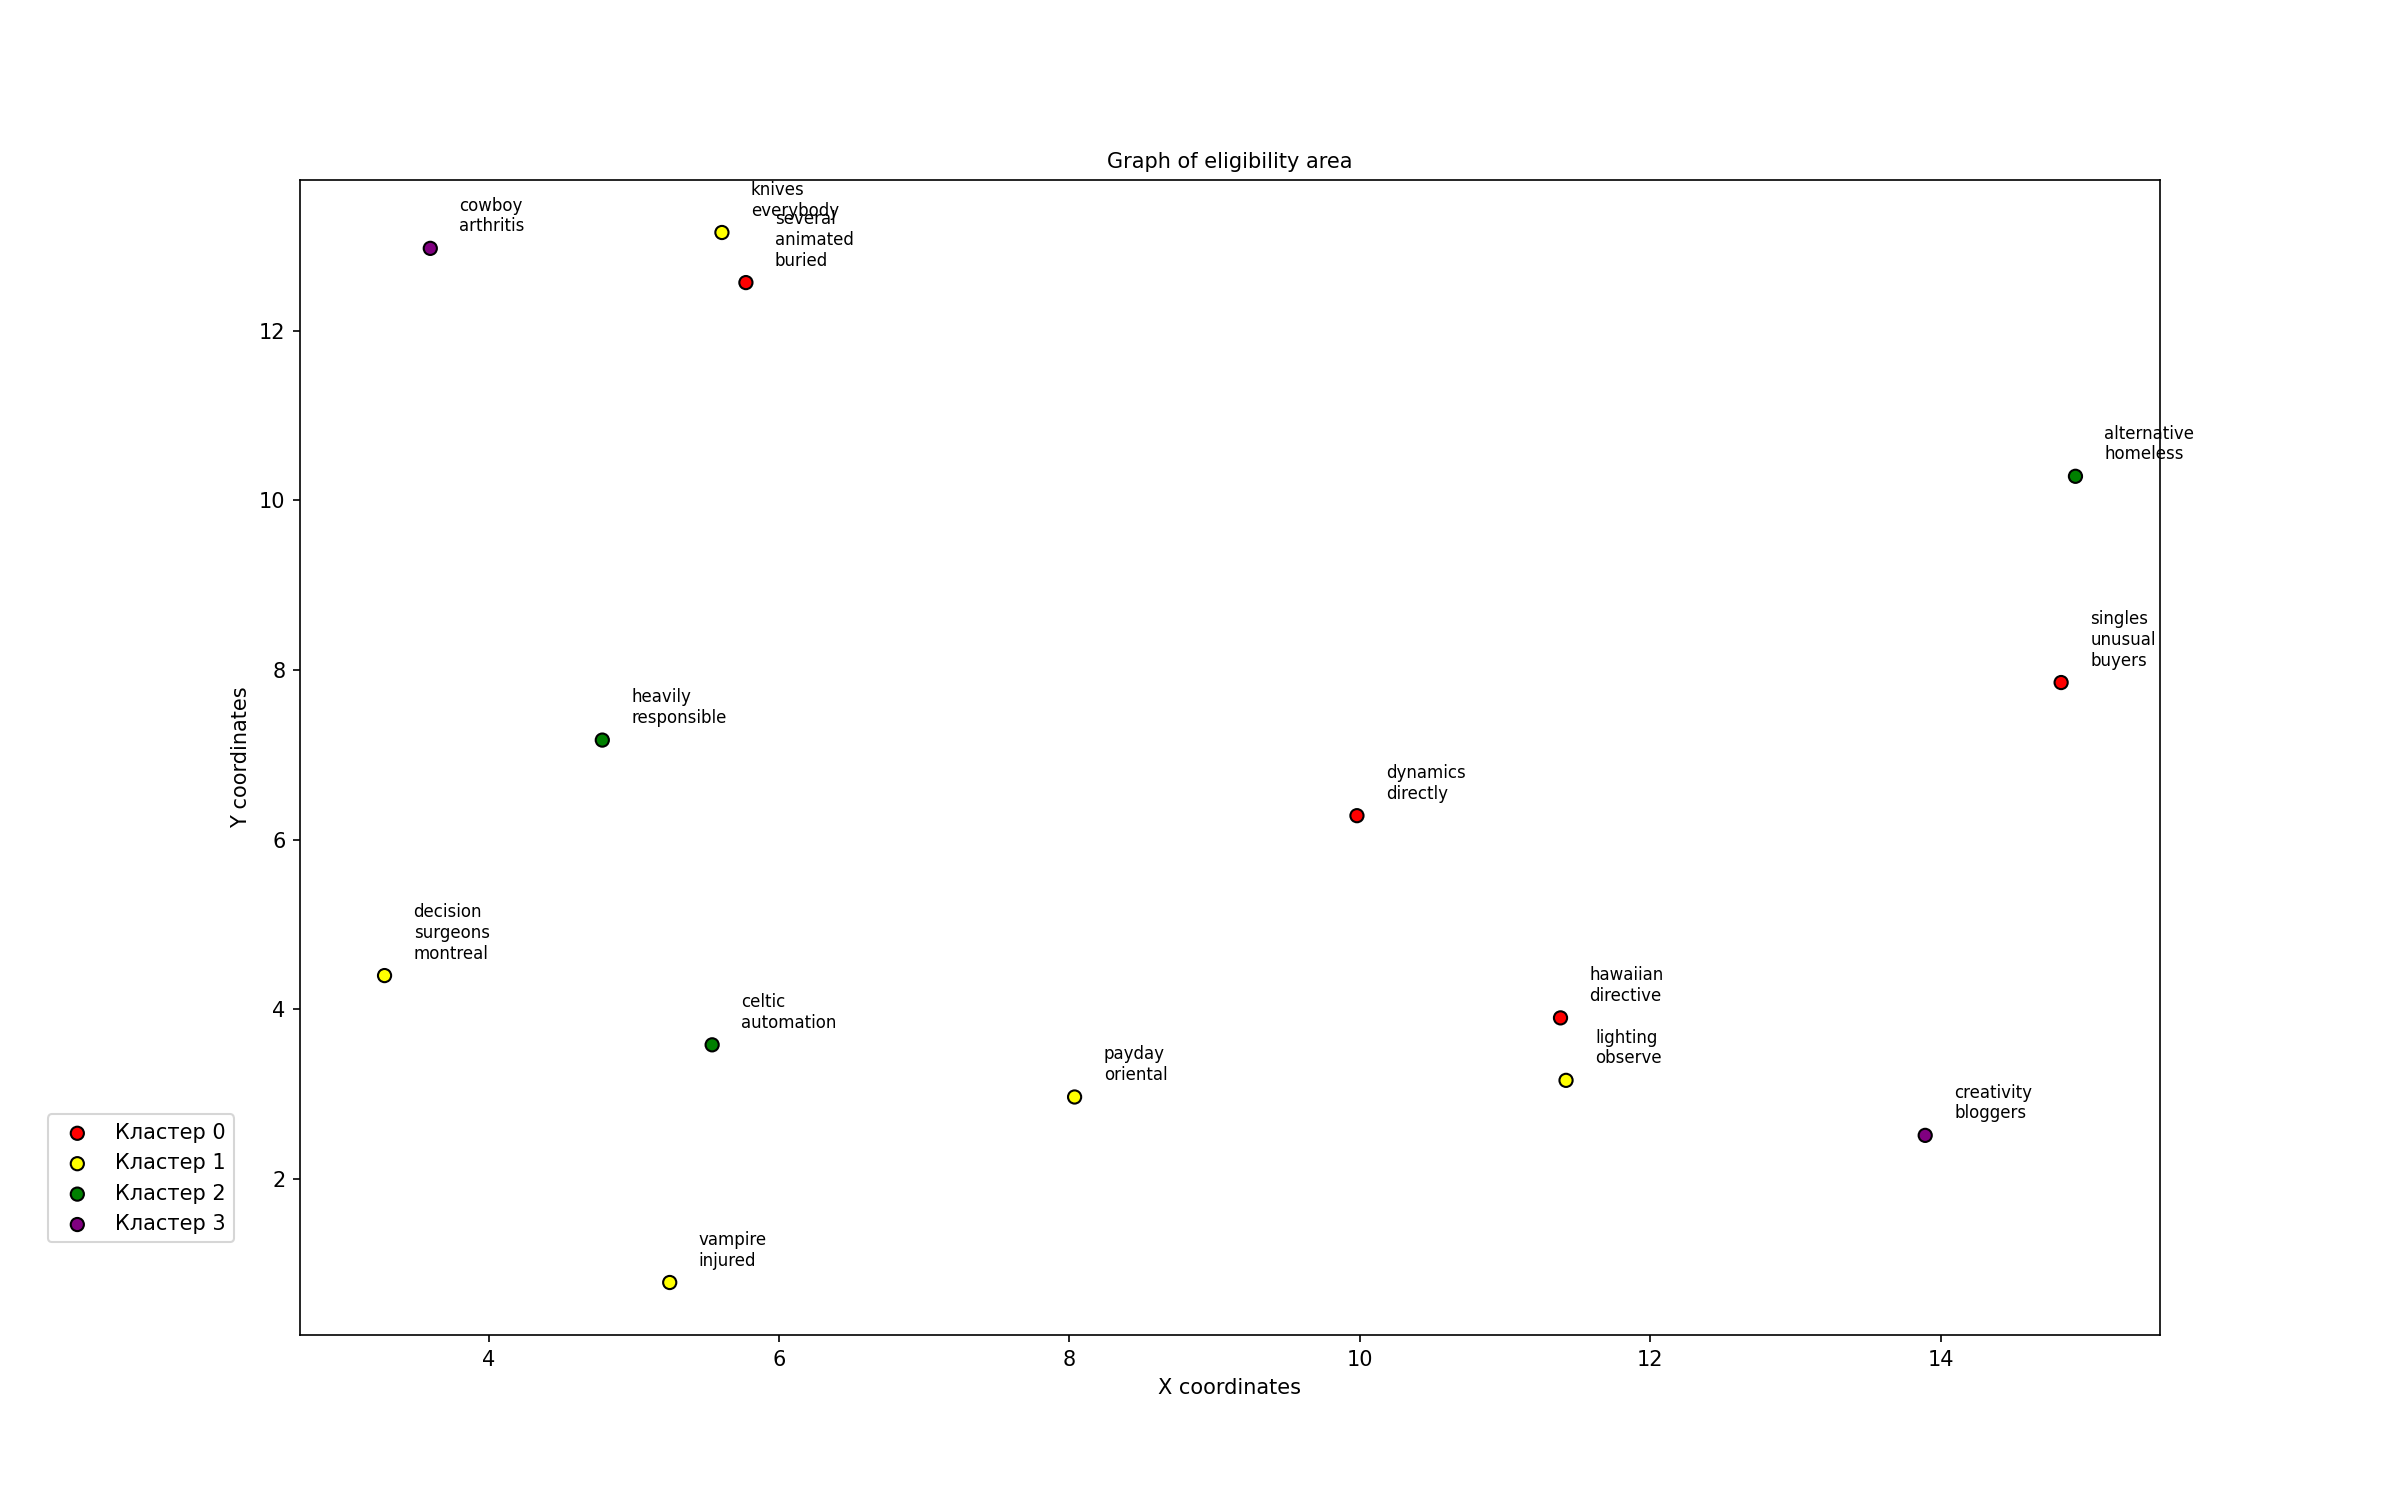 Graph of eligibility area
knives
everybody
cowboy
arthritis
several
animated
buried
12
alternative
homeless
10
singles
unusual
buyers
8
heavily
responsible
Y coordinates
dynamics
directly
6
decision
surgeons
montreal
hawaiian
directive
4
celtic
automation
lighting
observe
payday
oriental
creativity
bloggers
2
Кластер 0
Кластер 1
Кластер 2
Кластер 3
vampire
injured
4
6
8
10
12
14
X coordinates